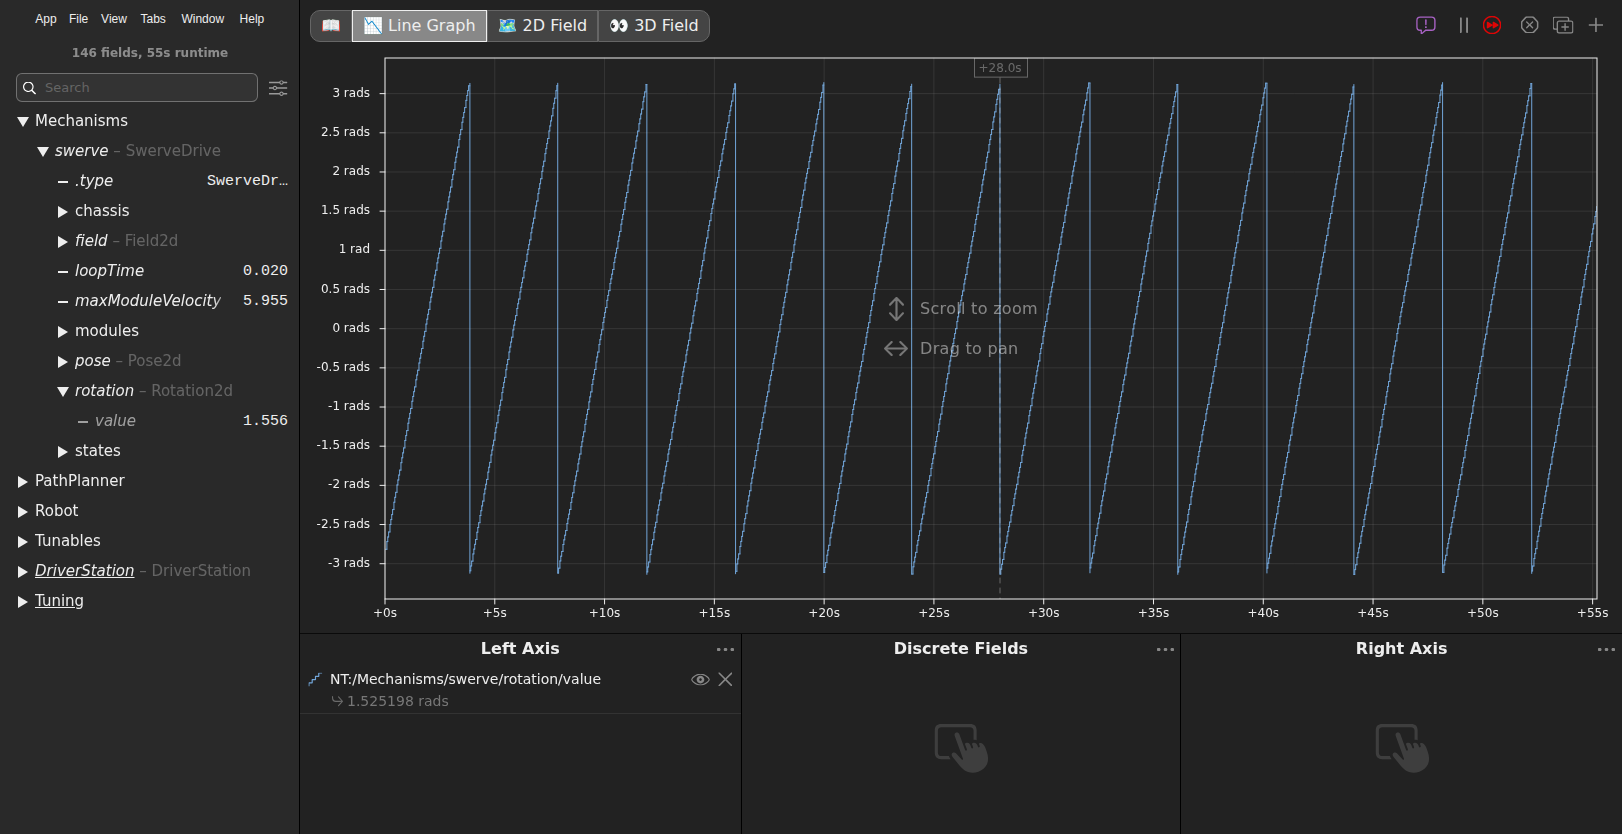 App File View Tabs Window Help
146 fields, 55s runtime
Search
Mechanisms
swerve – SwerveDrive
.type SwerveDr…
chassis
field – Field2d
loopTime 0.020
maxModuleVelocity 5.955
modules
pose – Pose2d
rotation – Rotation2d
value 1.556
states
PathPlanner
Robot
Tunables
DriverStation – DriverStation
Tuning
Line Graph 2D Field 3D Field
+28.0s
3 rads
2.5 rads
2 rads
1.5 rads
1 rad
0.5 rads
0 rads
-0.5 rads
-1 rads
-1.5 rads
-2 rads
-2.5 rads
-3 rads
Scroll to zoom
Drag to pan
+0s +5s +10s +15s +20s +25s +30s +35s +40s +45s +50s +55s
Left Axis
NT:/Mechanisms/swerve/rotation/value
1.525198 rads
Discrete Fields
Right Axis